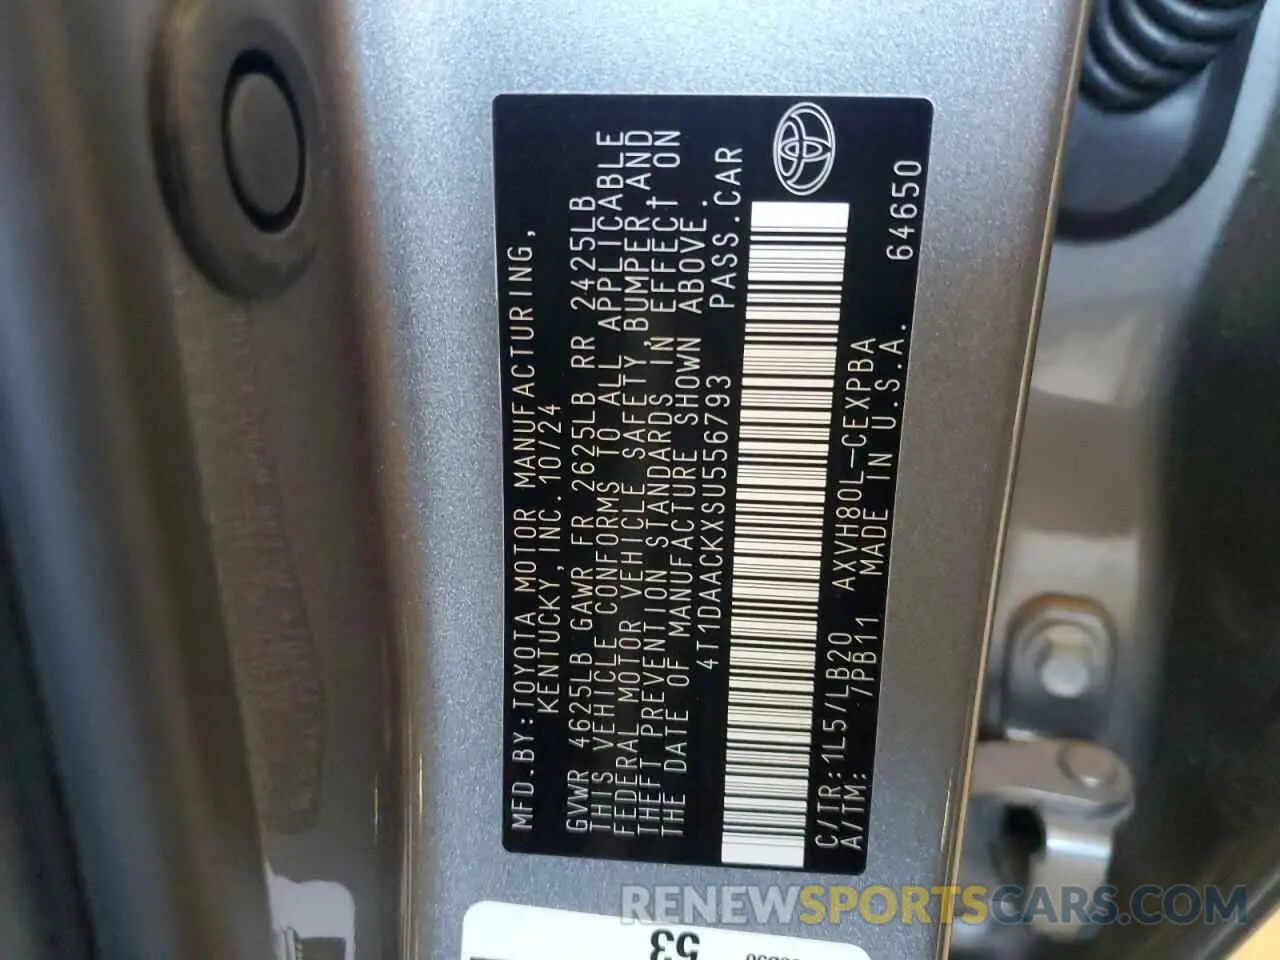 MFD.BY:TOYOTA MOTOR MANUFACTURING,
KENTUCKY,INC. 10/24
GVWR 4625LB GAWR FR 2625LB RR 2425LB
THIS VEHICLE CONFORMS TO ALL APPLICABLE
FEDERAL MOTOR VEHICLE SAFETY,BUMPER,AND
THEFT PREVENTION STANDARDS IN EFFECT ON
THE DATE OF MANUFACTURE SHOWN ABOVE.
4T1DACKXSU556793 PASS.CAR
C/TR:1L5/LB20 AXVH80L-CEXPBA 64650
A/TM: /PB11 MADE IN U.S.A.
53
RENEWSPORTSCARS.COM